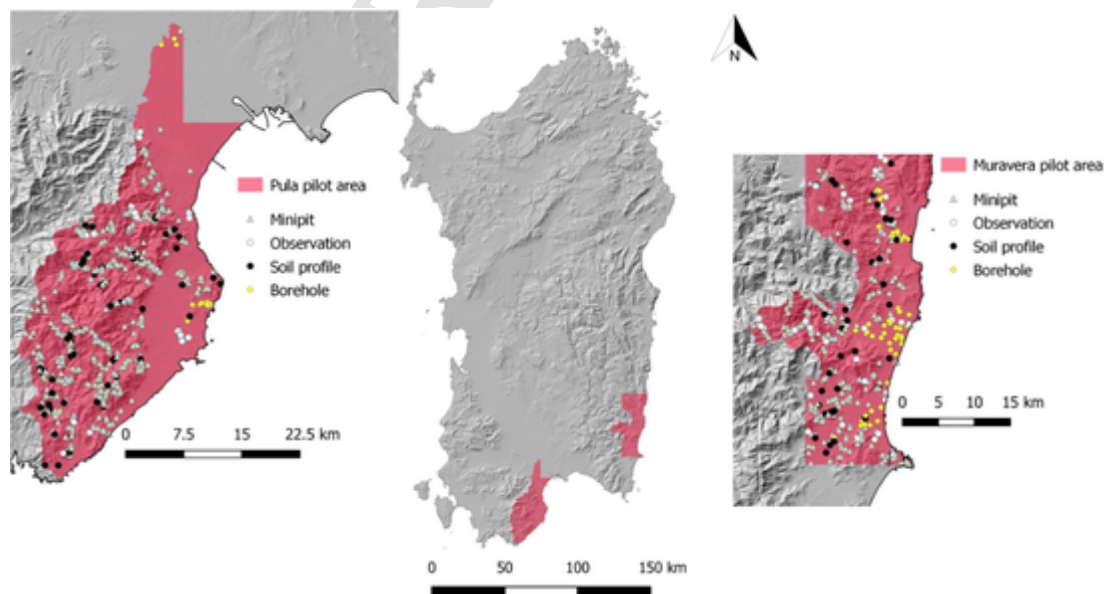 N
Pula pilot area
Minipit
Observation
Soil profile
Borehole
0 7.5 15 22.5 km
0 50 100 150 km
Muravera pilot area
Minipit
Observation
Soil profile
Borehole
0 5 10 15 km